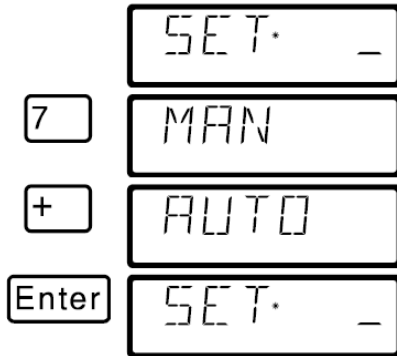 SET* _
7 MAN
+ AUTO
Enter SET* _